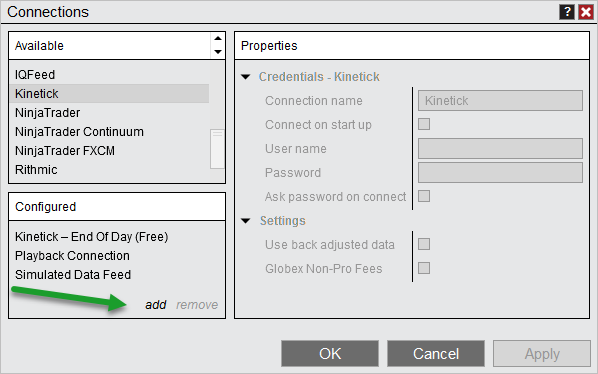 Connections
?
Available
IQFeed
Kinetick
NinjaTrader
NinjaTrader Continuum
NinjaTrader FXCM
Rithmic
Configured
Kinetick – End Of Day (Free)
Playback Connection
Simulated Data Feed
add remove
Properties
Credentials - Kinetick
Connection name Kinetick
Connect on start up
User name
Password
Ask password on connect
Settings
Use back adjusted data
Globex Non-Pro Fees
OK Cancel Apply